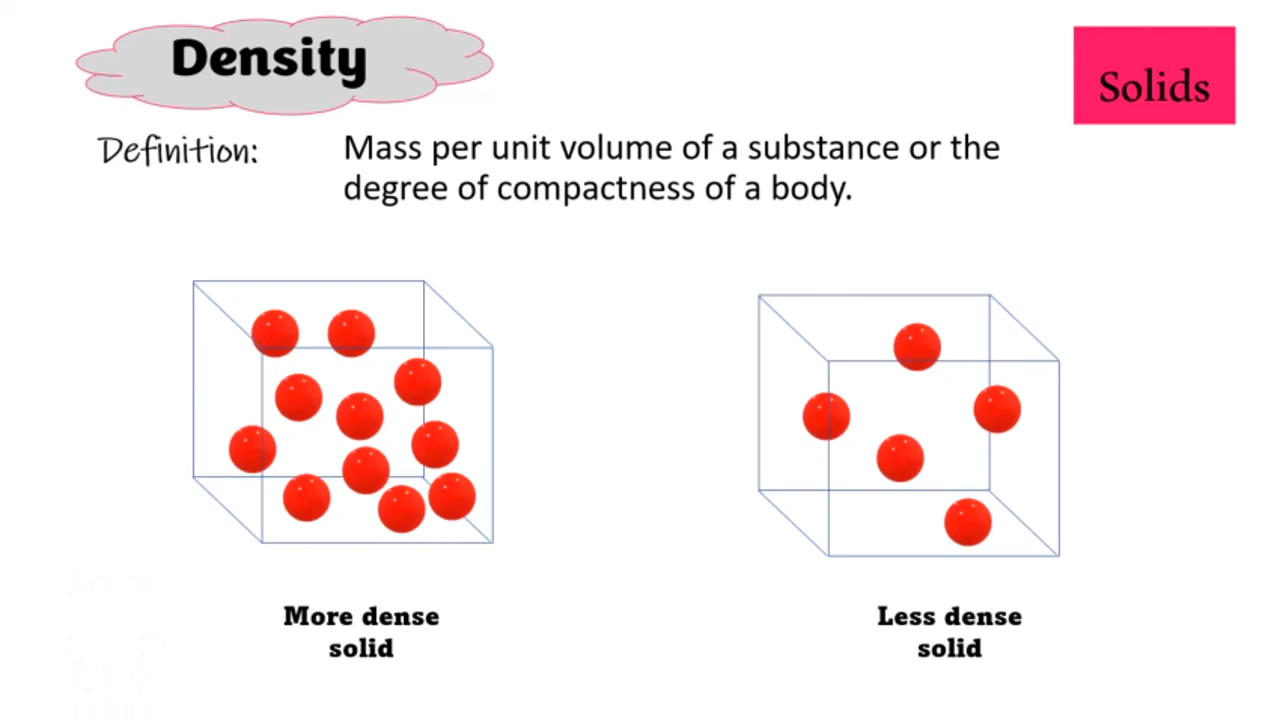 Density
Solids
Definition:
Mass per unit volume of a substance or the
degree of compactness of a body.
More dense
solid
Less dense
solid